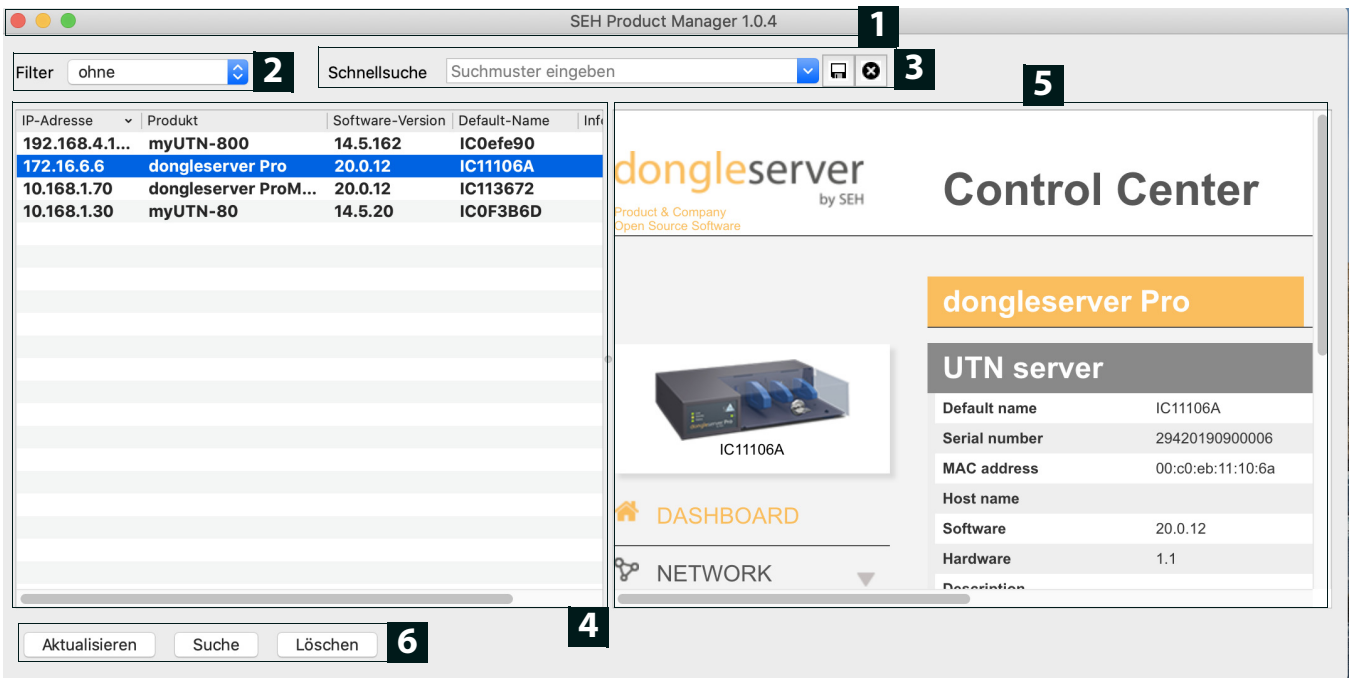 SEH Product Manager 1.0.4
1
Filter ohne
2
Schnellsuche Suchmuster eingeben
3
4
IP-Adresse Produkt Software-Version Default-Name
192.168.4.1... myUTN-800 14.5.162 IC0efe90
172.16.6.6 dongleserver Pro 20.0.12 IC11106A
10.168.1.70 dongleserver ProM... 20.0.12 IC113672
10.168.1.30 myUTN-80 14.5.20 IC0F3B6D
5
dongleserver
by SEH
Product & Company
Open Source Software
Control Center
dongleserver Pro
IC11106A
DASHBOARD
NETWORK
UTN server
Default name IC11106A
Serial number 29420190900006
MAC address 00:c0:eb:11:10:6a
Host name
Software 20.0.12
Hardware 1.1
Description
Aktualisieren Suche Löschen
6